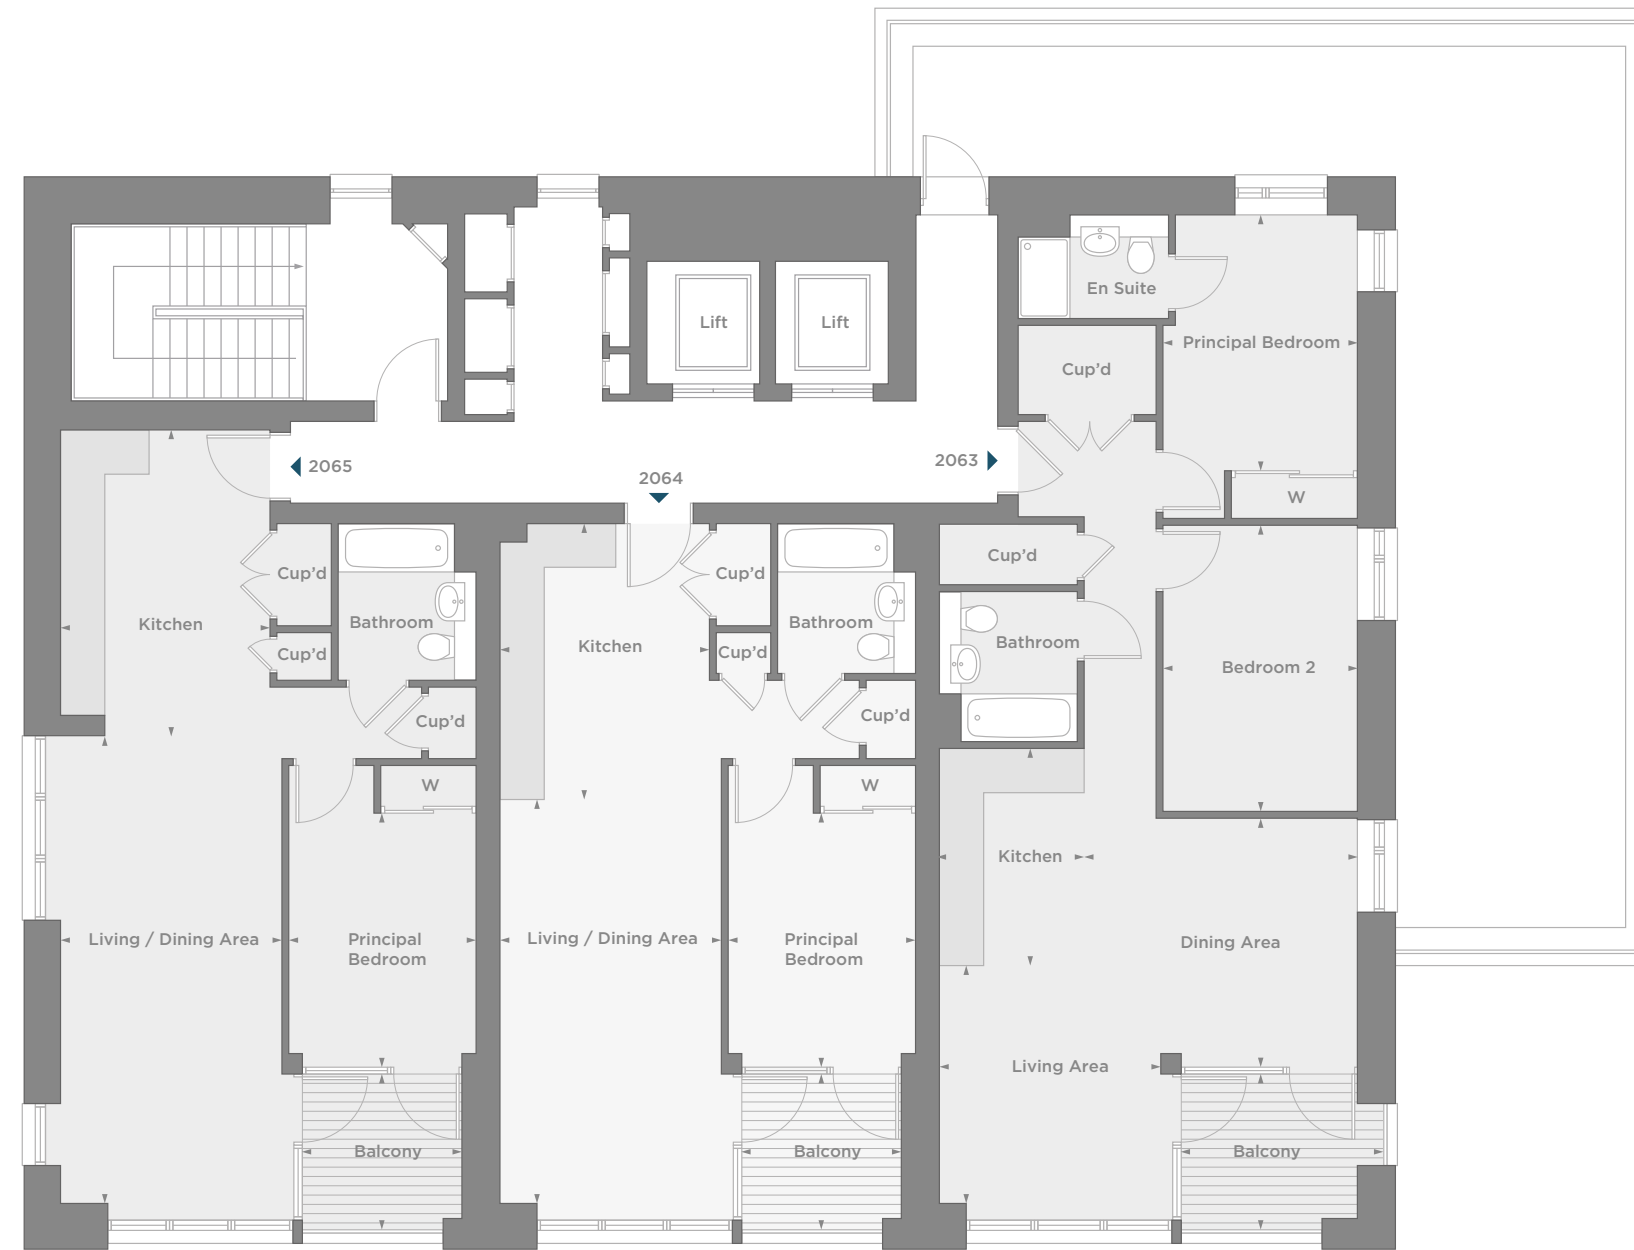 Lift
Lift
En Suite
Principal Bedroom
Cup’d
2065
2064
2063
W
Cup’d
Bathroom
Kitchen
Cup’d
Cup’d
Bathroom
Kitchen
Cup’d
Cup’d
Bathroom
Bedroom 2
Cup’d
Cup’d
W
W
Kitchen
Living / Dining Area
Principal
Bedroom
Living / Dining Area
Principal
Bedroom
Dining Area
Living Area
Balcony
Balcony
Balcony